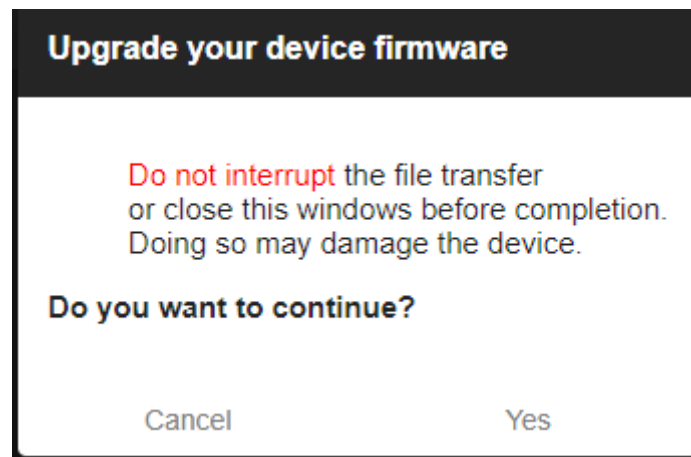 Upgrade your device firmware
Do not interrupt the file transfer
or close this windows before completion.
Doing so may damage the device.
Do you want to continue?
Cancel Yes